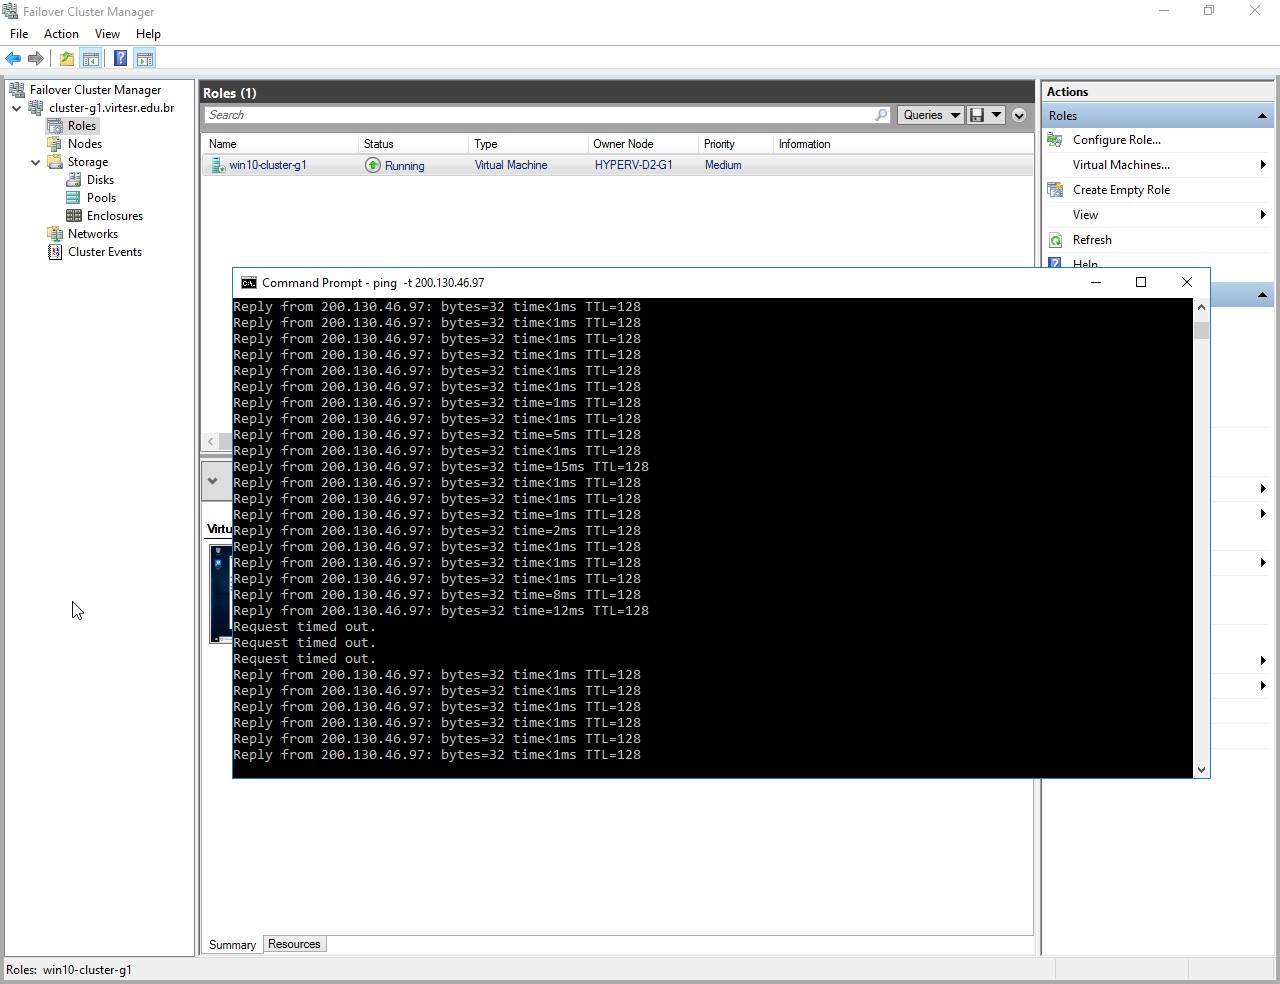 Failover Cluster Manager
File Action View Help
Failover Cluster Manager
cluster-g1.virtesr.edu.br
Roles
Nodes
Storage
Disks
Pools
Enclosures
Networks
Cluster Events
Roles (1)
Search
Queries
Name Status Type Owner Node Priority Information
win10-cluster-g1 Running Virtual Machine HYPERV-D2-G1 Medium
Actions
Roles
Configure Role...
Virtual Machines...
Create Empty Role
View
Refresh
Help
Command Prompt - ping -t 200.130.46.97
Reply from 200.130.46.97: bytes=32 time<1ms TTL=128
Reply from 200.130.46.97: bytes=32 time<1ms TTL=128
Reply from 200.130.46.97: bytes=32 time<1ms TTL=128
Reply from 200.130.46.97: bytes=32 time<1ms TTL=128
Reply from 200.130.46.97: bytes=32 time<1ms TTL=128
Reply from 200.130.46.97: bytes=32 time<1ms TTL=128
Reply from 200.130.46.97: bytes=32 time=1ms TTL=128
Reply from 200.130.46.97: bytes=32 time<1ms TTL=128
Reply from 200.130.46.97: bytes=32 time=5ms TTL=128
Reply from 200.130.46.97: bytes=32 time<1ms TTL=128
Reply from 200.130.46.97: bytes=32 time=15ms TTL=128
Reply from 200.130.46.97: bytes=32 time<1ms TTL=128
Reply from 200.130.46.97: bytes=32 time<1ms TTL=128
Reply from 200.130.46.97: bytes=32 time=1ms TTL=128
Reply from 200.130.46.97: bytes=32 time=2ms TTL=128
Reply from 200.130.46.97: bytes=32 time<1ms TTL=128
Reply from 200.130.46.97: bytes=32 time<1ms TTL=128
Reply from 200.130.46.97: bytes=32 time<1ms TTL=128
Reply from 200.130.46.97: bytes=32 time=8ms TTL=128
Reply from 200.130.46.97: bytes=32 time=12ms TTL=128
Request timed out.
Request timed out.
Request timed out.
Reply from 200.130.46.97: bytes=32 time<1ms TTL=128
Reply from 200.130.46.97: bytes=32 time<1ms TTL=128
Reply from 200.130.46.97: bytes=32 time<1ms TTL=128
Reply from 200.130.46.97: bytes=32 time<1ms TTL=128
Reply from 200.130.46.97: bytes=32 time<1ms TTL=128
Reply from 200.130.46.97: bytes=32 time<1ms TTL=128
Virtu
Summary Resources
Roles: win10-cluster-g1